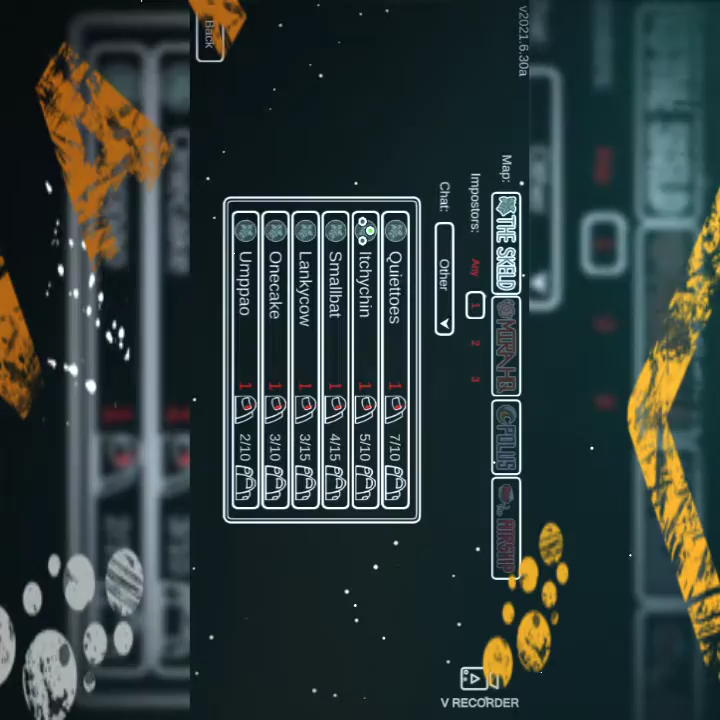 v2021.6.30a
Map: THE SKELD MIRA HQ POLUS AIRSHIP
Impostors: Any 1 2 3
Chat: Other
Quiettoes 1 7/10
Itchychin 1 5/10
Smallbat 1 4/15
Lankycow 1 3/15
Onecake 1 3/10
Umppao 1 2/10
Back
V RECORDER